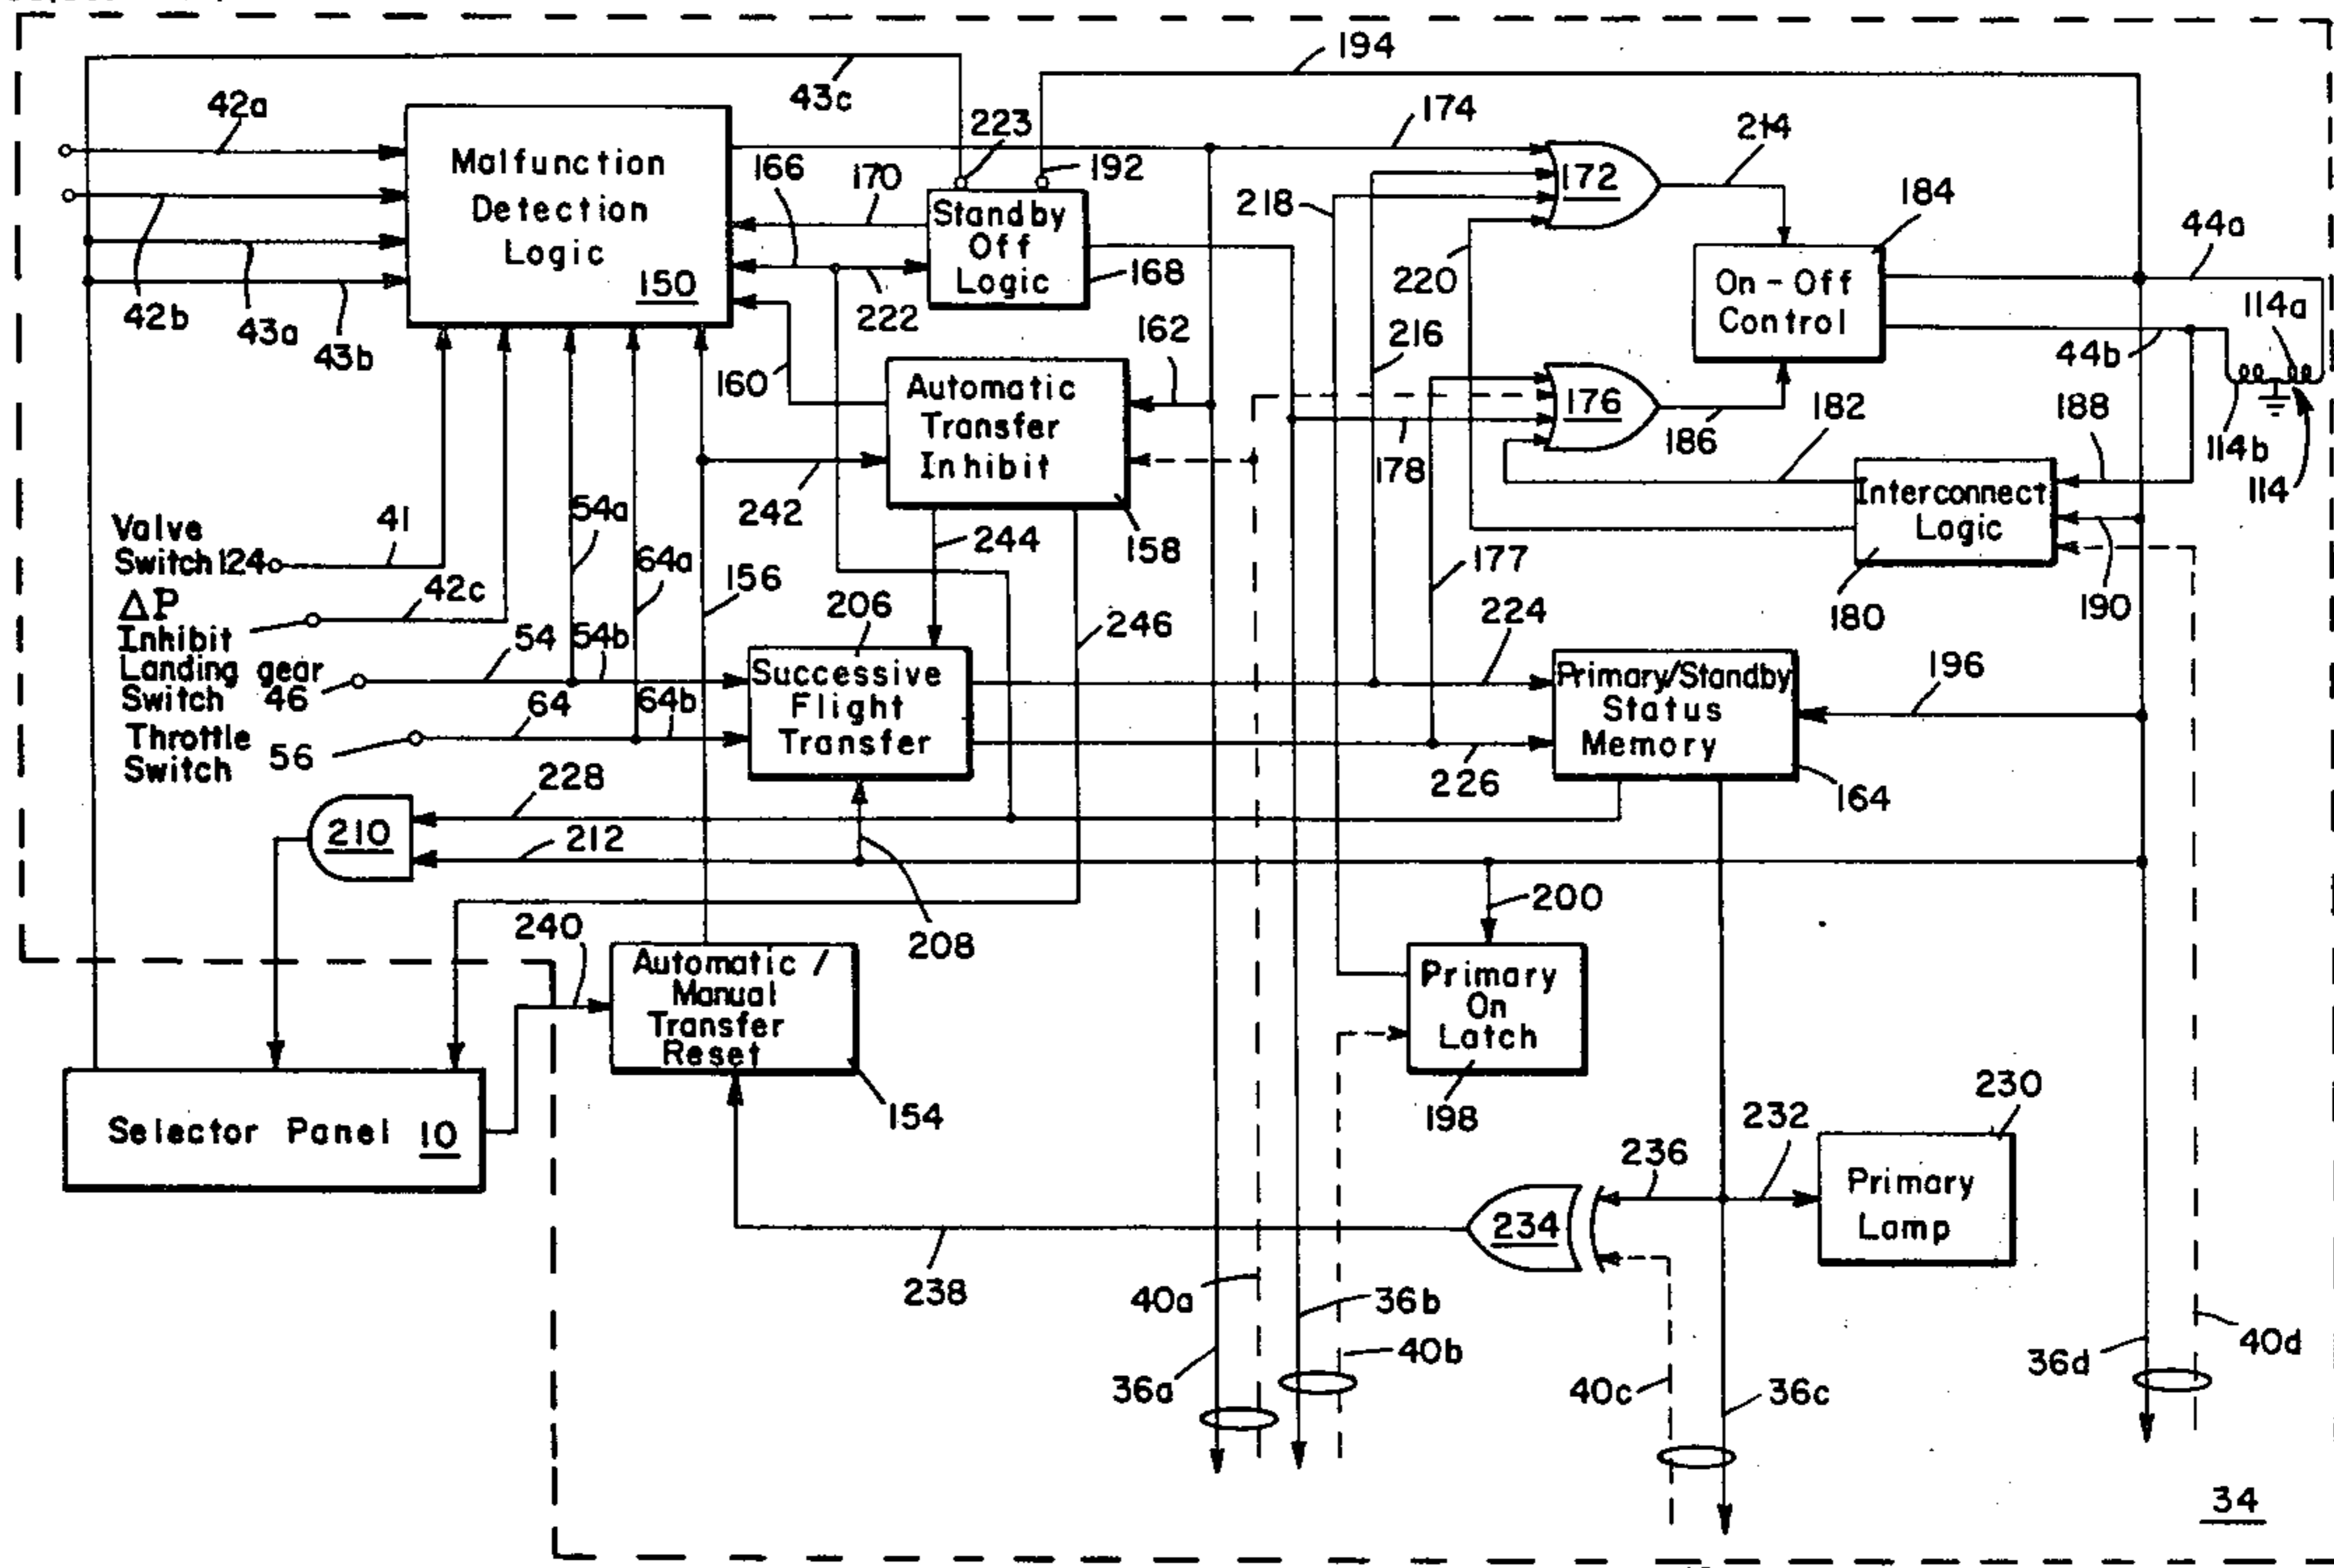 194
43c
42a
223
174
214
Malfunction
Detection
Logic
150
166
170
192
172
184
218
Standby
Off
Logic
168
On-Off
Control
44a
220
114a
42b
43a
43b
222
162
216
44b
160
Automatic
Transfer
Inhibit
176
182
188
186
114b
178
114
242
Interconnect
Logic
54a
Valve
Switch 124
41
244
158
64a
177
190
180
42c
156
ΔP
Inhibit
206
246
224
54
54b
Landing gear
Switch 46
Successive
Flight
Transfer
Primary/Standby
Status
Memory
196
64
64b
Throttle
Switch 56
226
228
164
210
212
200
208
240
Automatic /
Manual
Transfer
Reset
Primary
On
Latch
154
198
230
Selector Panel 10
232
236
Primary
Lamp
234
238
40a
36b
40b
36a
40d
36d
40c
36c
34